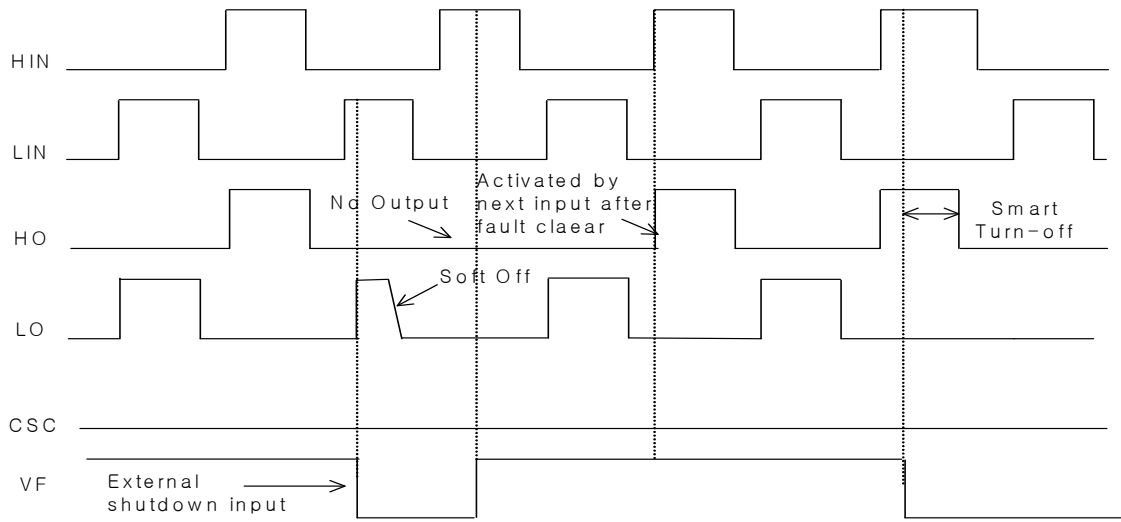 HIN
LIN
No Output
Activated by
next input after
fault claear
HO
Smart
Turn-off
Soft Off
LO
CSC
VF
External
shutdown input